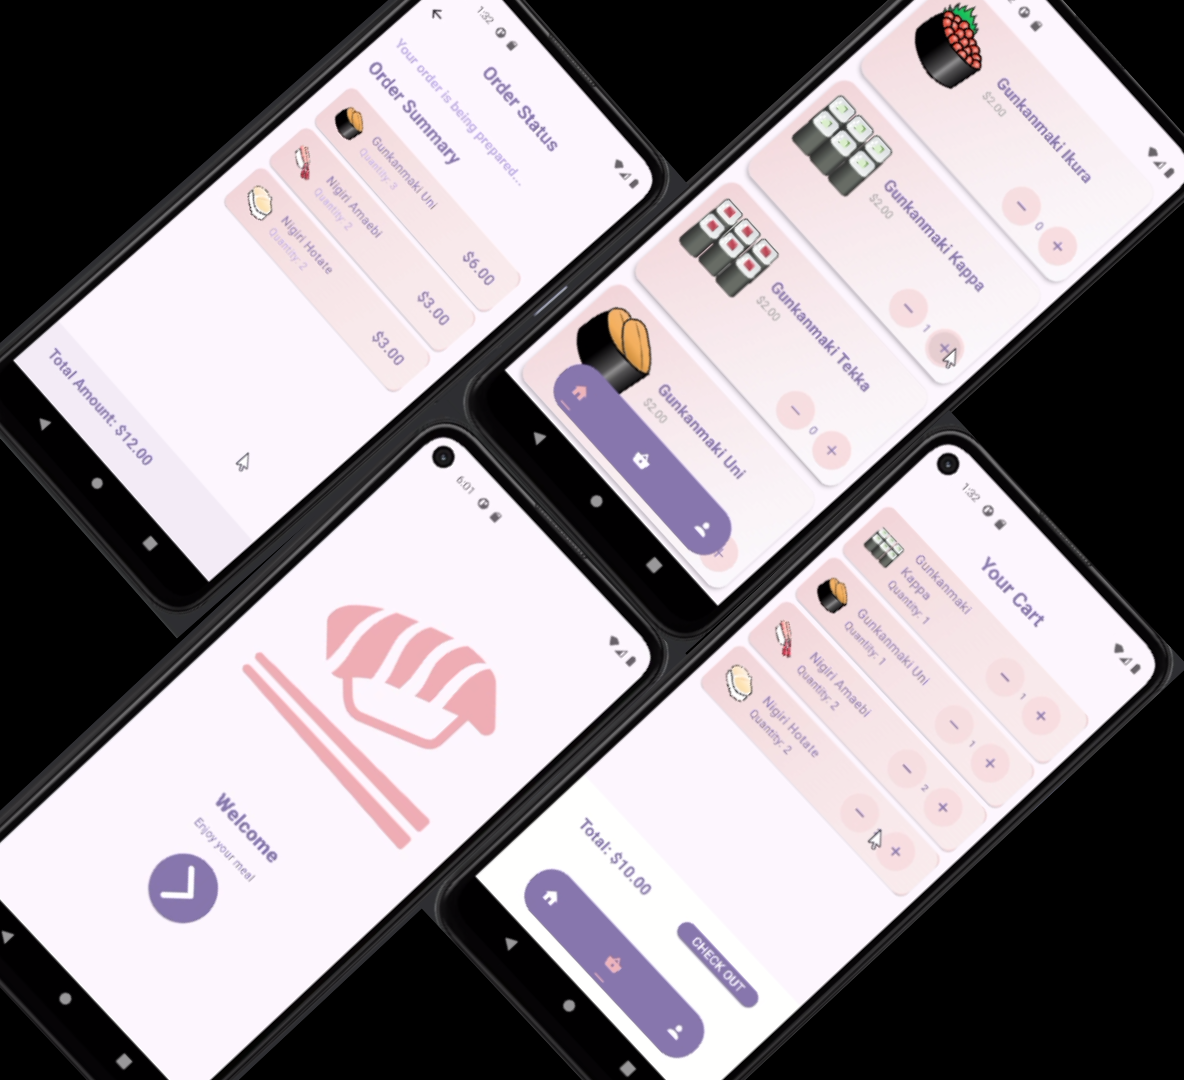 1:32
Order Status
Your order is being prepared...
Order Summary
Gunkanmaki Uni
Quantity: 3
$6.00
Nigiri Amaebi
Quantity: 2
$3.00
Nigiri Hotate
Quantity: 2
$3.00
Total Amount: $12.00
Gunkanmaki Ikura
$2.00
0
Gunkanmaki Kappa
$2.00
1
Gunkanmaki Tekka
$2.00
0
Gunkanmaki Uni
$2.00
6:01
Welcome
Enjoy your meal
1:32
Your Cart
Gunkanmaki
Kappa
Quantity: 1
1
Gunkanmaki Uni
Quantity: 1
1
Nigiri Amaebi
Quantity: 2
2
Nigiri Hotate
Quantity: 2
Total: $10.00
CHECK OUT